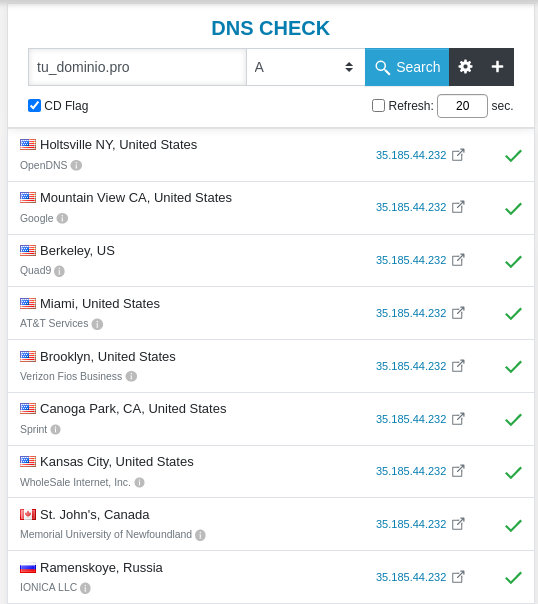 DNS CHECK
tu_dominio.pro A Search
CD Flag Refresh: 20 sec.
Holtsville NY, United States
OpenDNS
35.185.44.232
Mountain View CA, United States
Google
35.185.44.232
Berkeley, US
Quad9
35.185.44.232
Miami, United States
AT&T Services
35.185.44.232
Brooklyn, United States
Verizon Fios Business
35.185.44.232
Canoga Park, CA, United States
Sprint
35.185.44.232
Kansas City, United States
WholeSale Internet, Inc.
35.185.44.232
St. John's, Canada
Memorial University of Newfoundland
35.185.44.232
Ramenskoye, Russia
IONICA LLC
35.185.44.232